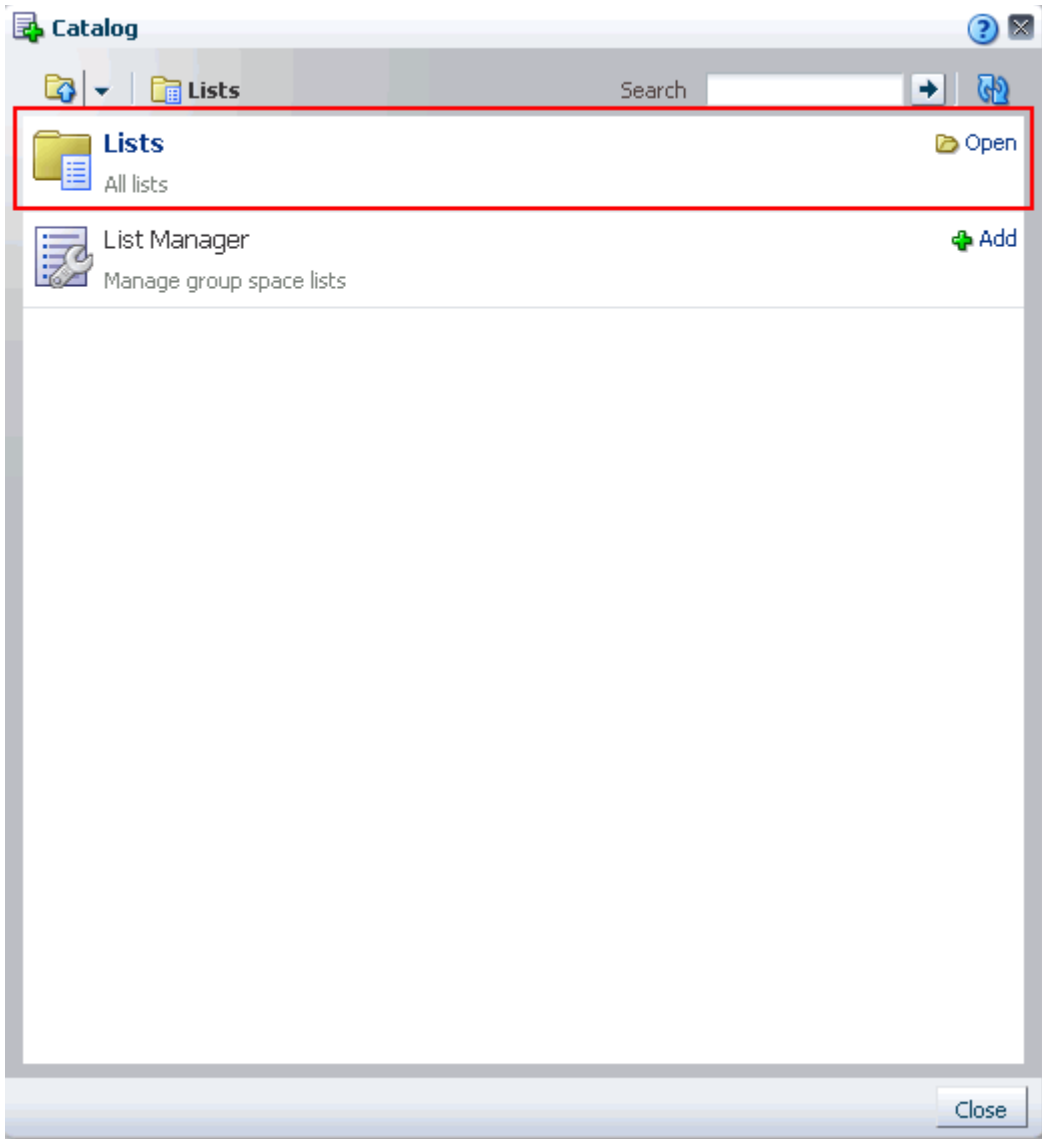 Catalog
Lists Search
Lists Open
All lists
List Manager Add
Manage group space lists
Close